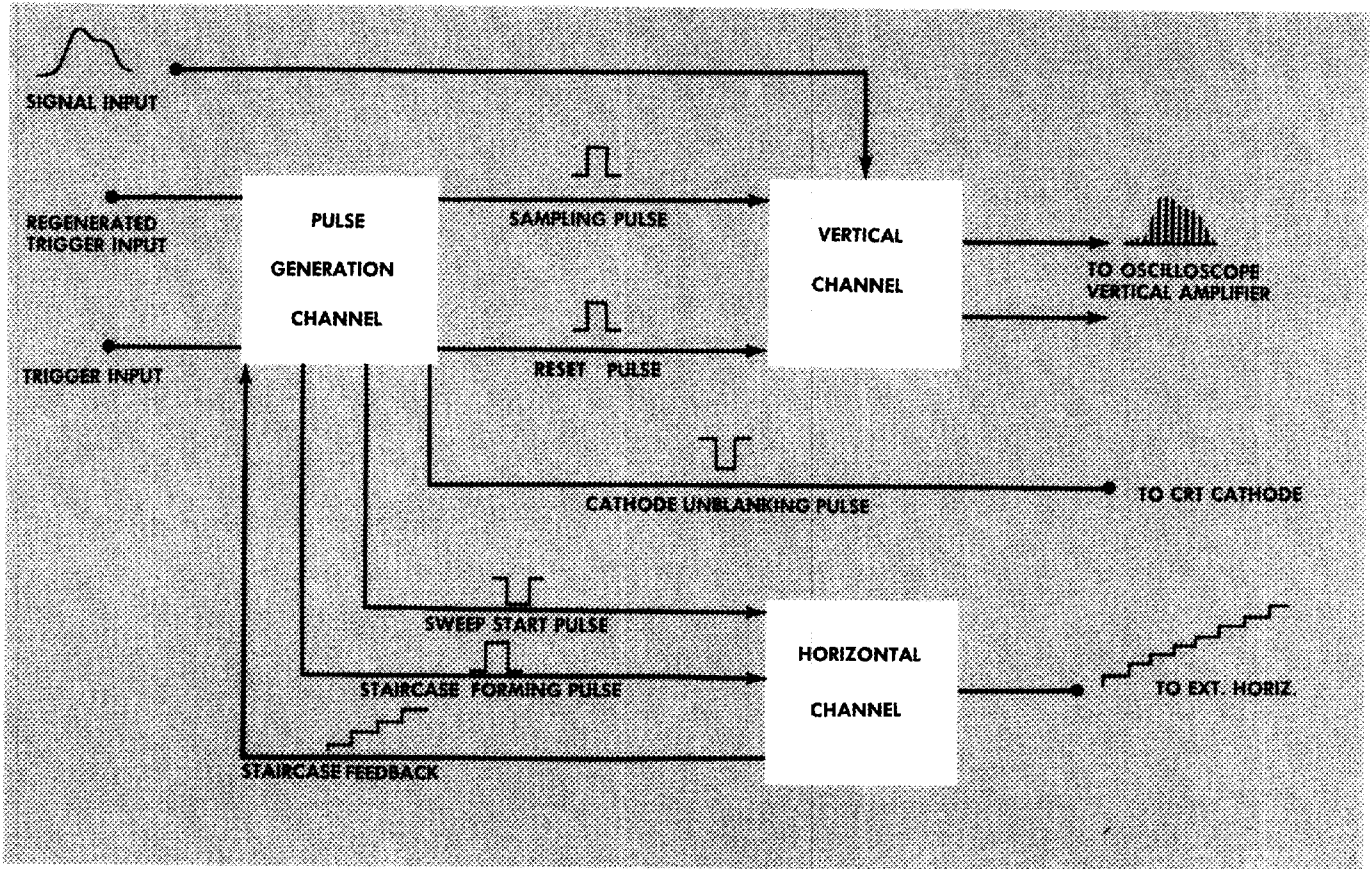 SIGNAL INPUT
REGENERATED
TRIGGER INPUT
TRIGGER INPUT
PULSE
GENERATION
CHANNEL
SAMPLING PULSE
RESET PULSE
VERTICAL
CHANNEL
TO OSCILLOSCOPE
VERTICAL AMPLIFIER
CATHODE UNBLANKING PULSE
TO CRT CATHODE
SWEEP START PULSE
STAIRCASE FORMING PULSE
STAIRCASE FEEDBACK
HORIZONTAL
CHANNEL
TO EXT. HORIZ.